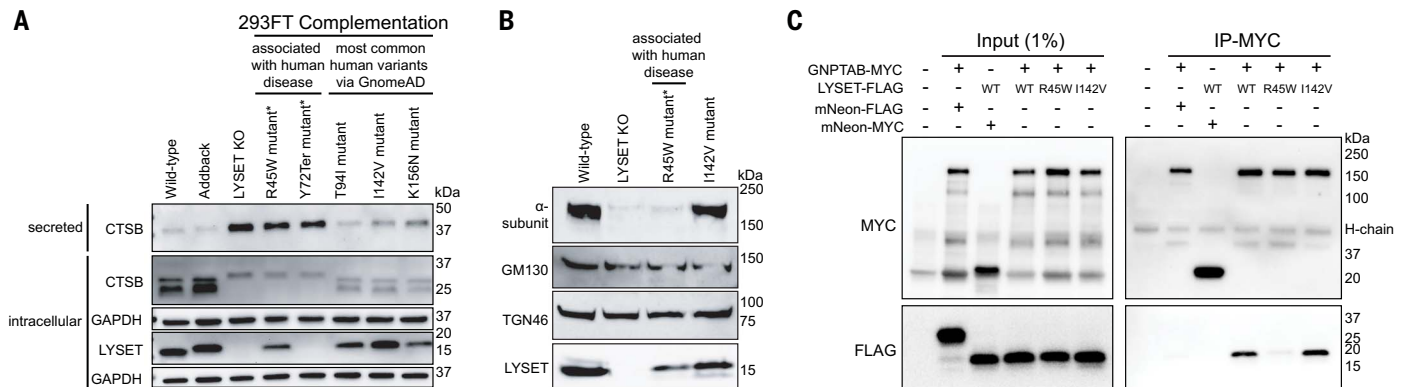 A
293FT Complementation
associated
with human
disease
most common
human variants
via GnomeAD
Wild-type
Addback
LYSET KO
R45W mutant*
Y72Ter mutant*
T94I mutant
I142V mutant
K156N mutant
kDa
secreted
CTSB
50
37
intracellular
CTSB
37
25
GAPDH
37
LYSET
20
15
GAPDH
37
B
associated
with human
disease
Wild-type
LYSET KO
R45W mutant*
I142V mutant
kDa
α-
subunit
250
150
GM130
150
TGN46
100
75
LYSET
15
C
Input (1%)
IP-MYC
GNPTAB-MYC - + - + + + - + - + + +
LYSET-FLAG - - WT WT R45W I142V - - WT WT R45W I142V
mNeon-FLAG - + - - - - - + - - - -
mNeon-MYC - - + - - - - - + - - -
kDa
MYC
250
150
100
H-chain
37
20
FLAG
37
25
20
15